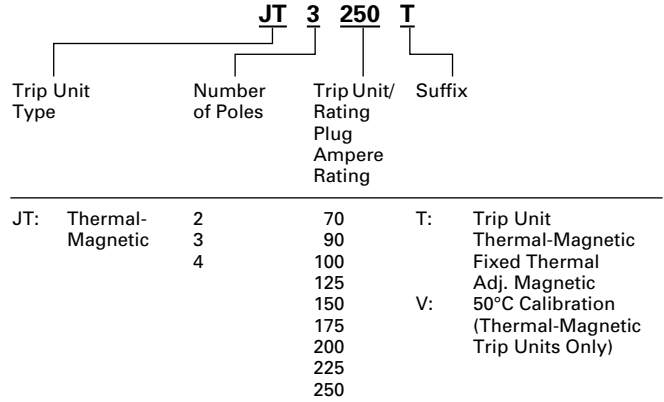 JT 3 250 T
Trip Unit Type
Number of Poles
Trip Unit/ Rating Plug Ampere Rating
Suffix
JT: Thermal-Magnetic
2
3
4
70
90
100
125
150
175
200
225
250
T: Trip Unit Thermal-Magnetic Fixed Thermal Adj. Magnetic
V: 50°C Calibration (Thermal-Magnetic Trip Units Only)